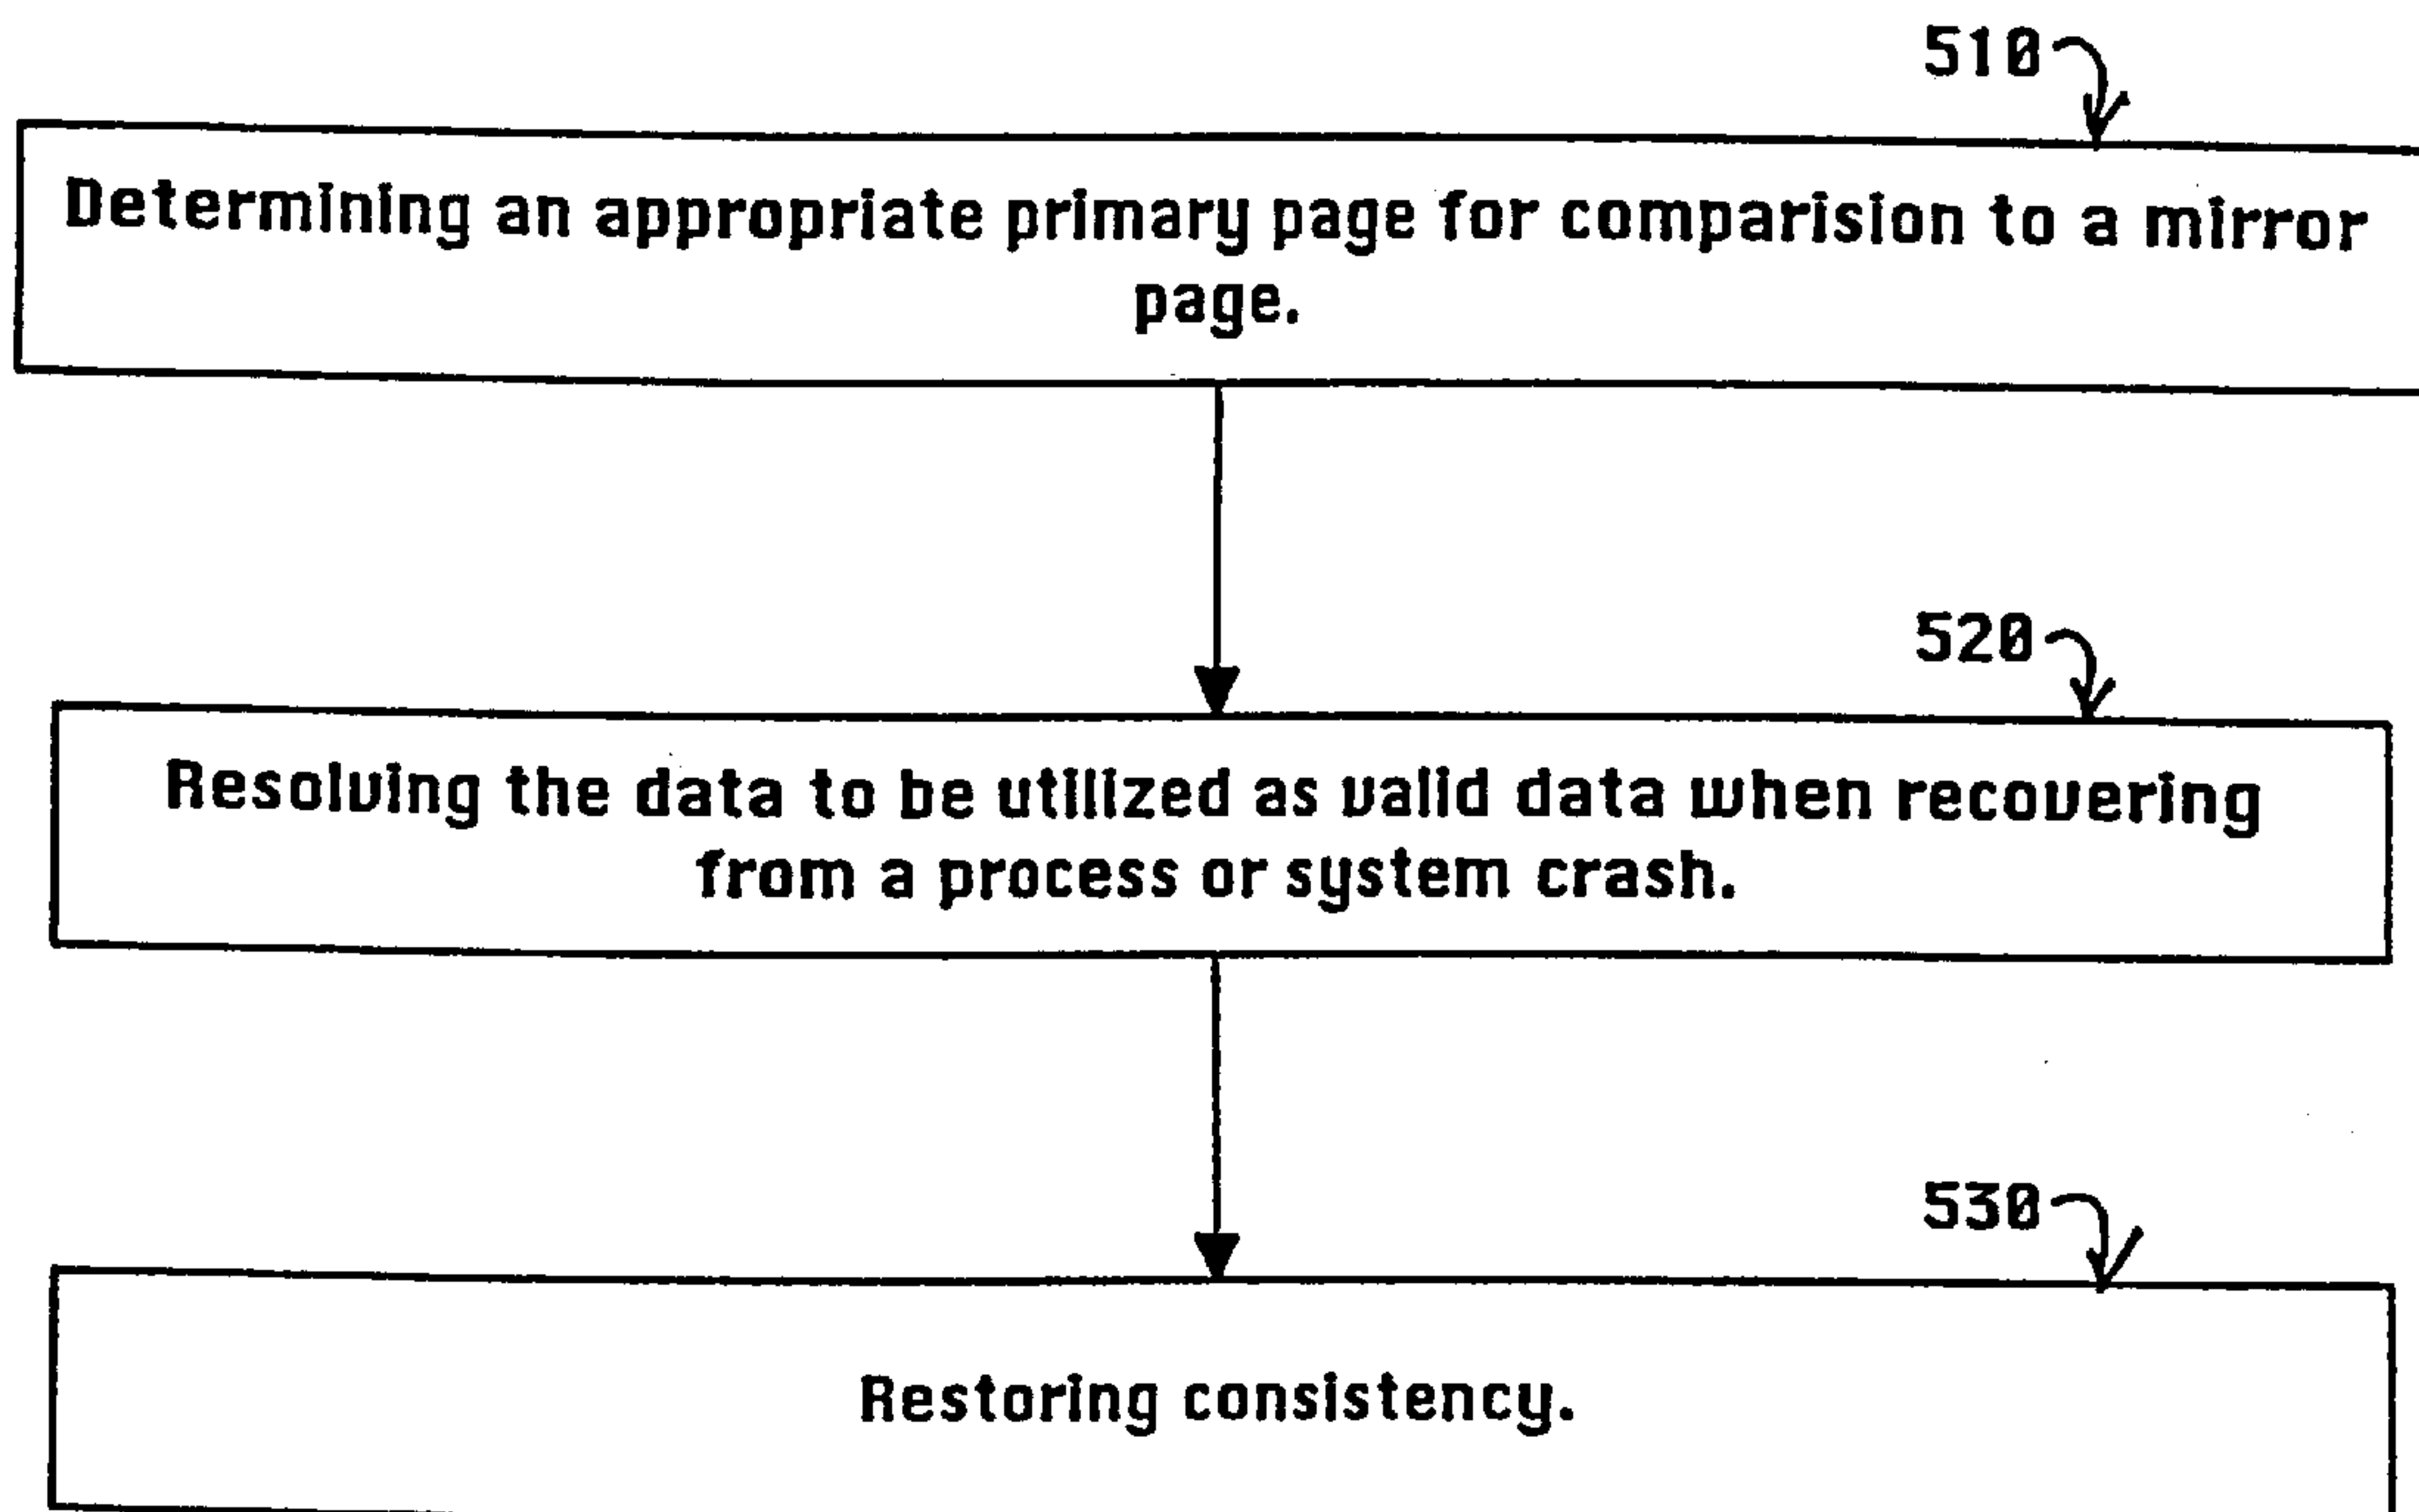 510
Determining an appropriate primary page for comparision to a mirror
page.
520
Resolving the data to be utilized as valid data when recovering
from a process or system crash.
530
Restoring consistency.